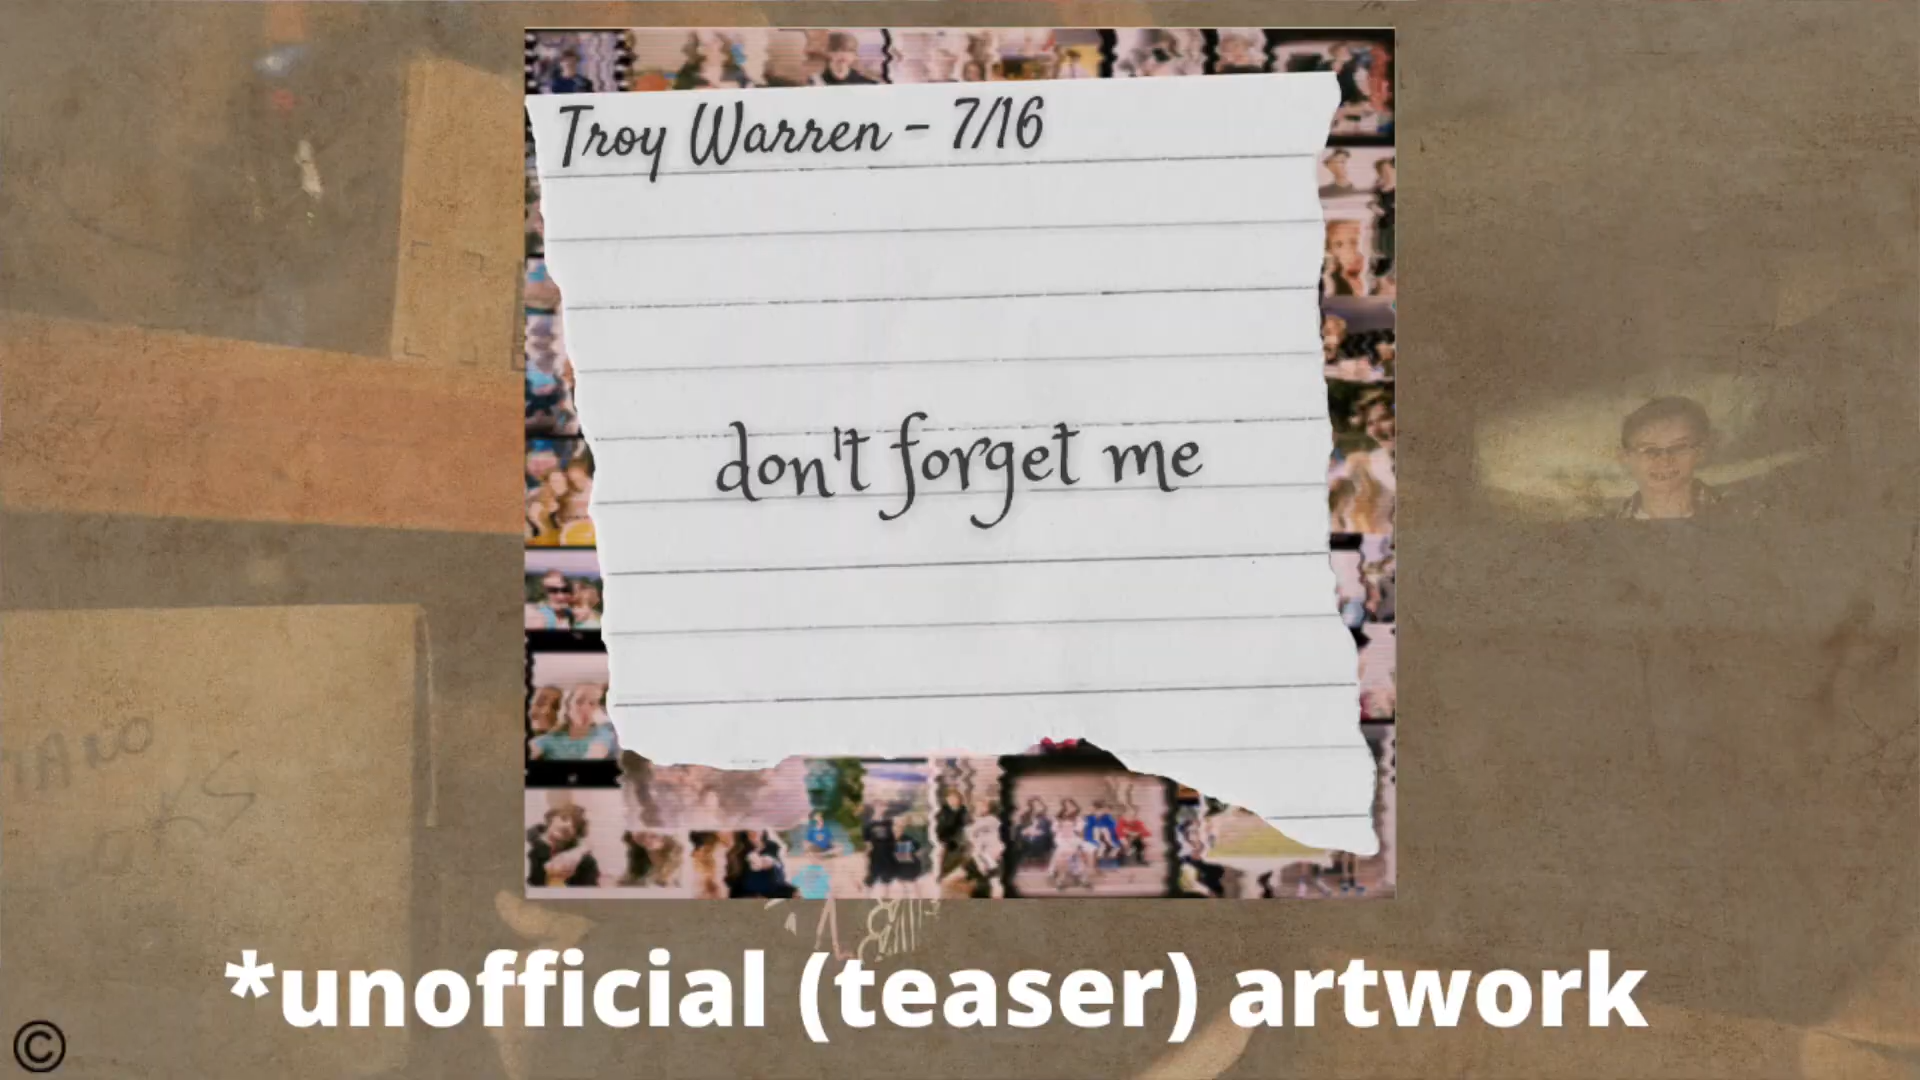 Troy Warren - 7/16
don't forget me
*unofficial (teaser) artwork
©